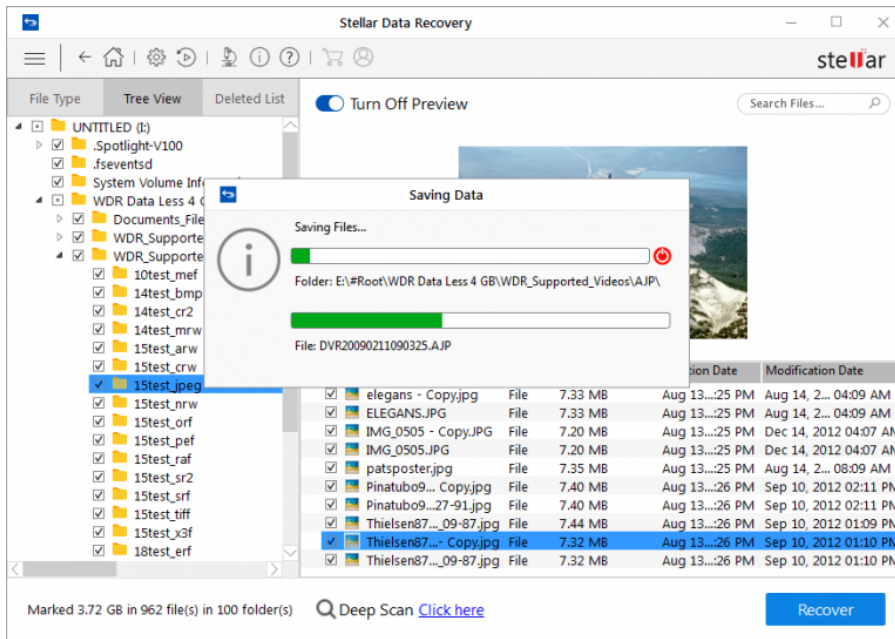 Stellar Data Recovery
stellar
File Type Tree View Deleted List
Turn Off Preview
Search Files...
UNTITLED (I:)
.Spotlight-V100
.fseventsd
System Volume
WDR Data Less 4
Documents_File
WDR_Supporte
WDR_Supporte
10test_mef
14test_bmp
14test_cr2
14test_mrw
15test_arw
15test_crw
15test_jpeg
15test_nrw
15test_orf
15test_pef
15test_raf
15test_sr2
15test_srf
15test_tiff
15test_x3f
18test_erf
Saving Data
Saving Files...
Folder: E:\#Root\WDR Data Less 4 GB\WDR_Supported_Videos\AJP\
File: DVR20090211090325.AJP
tion Date Modification Date
elegans - Copy.jpg File 7.33 MB Aug 13...:25 PM Aug 14, 2... 04:09 AM
ELEGANS.JPG File 7.33 MB Aug 13...:25 PM Aug 14, 2... 04:09 AM
IMG_0505 - Copy.JPG File 7.20 MB Aug 13...:25 PM Dec 14, 2012 04:07 AM
IMG_0505.JPG File 7.20 MB Aug 13...:25 PM Dec 14, 2012 04:07 AM
patsposter.jpg File 7.35 MB Aug 13...:25 PM Aug 14, 2... 08:09 AM
Pinatubo9... Copy.jpg File 7.40 MB Aug 13...:26 PM Sep 10, 2012 02:11 PM
Pinatubo9...27-91.jpg File 7.40 MB Aug 13...:26 PM Sep 10, 2012 02:11 PM
Thielsen87..._09-87.jpg File 7.44 MB Aug 13...:26 PM Sep 10, 2012 01:09 PM
Thielsen87...- Copy.jpg File 7.32 MB Aug 13...:26 PM Sep 10, 2012 01:10 PM
Thielsen87..._09-87.jpg File 7.32 MB Aug 13...:26 PM Sep 10, 2012 01:10 PM
Marked 3.72 GB in 962 file(s) in 100 folder(s)
Deep Scan Click here
Recover